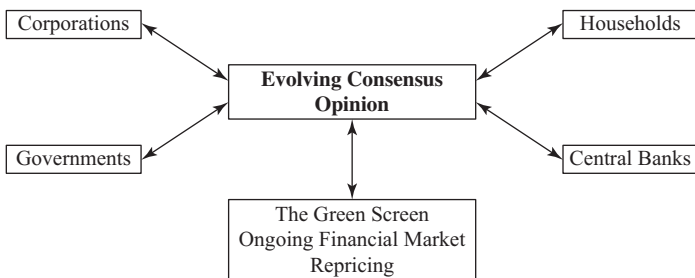 Corporations
Households
Evolving Consensus
Opinion
Governments
Central Banks
The Green Screen
Ongoing Financial Market
Repricing